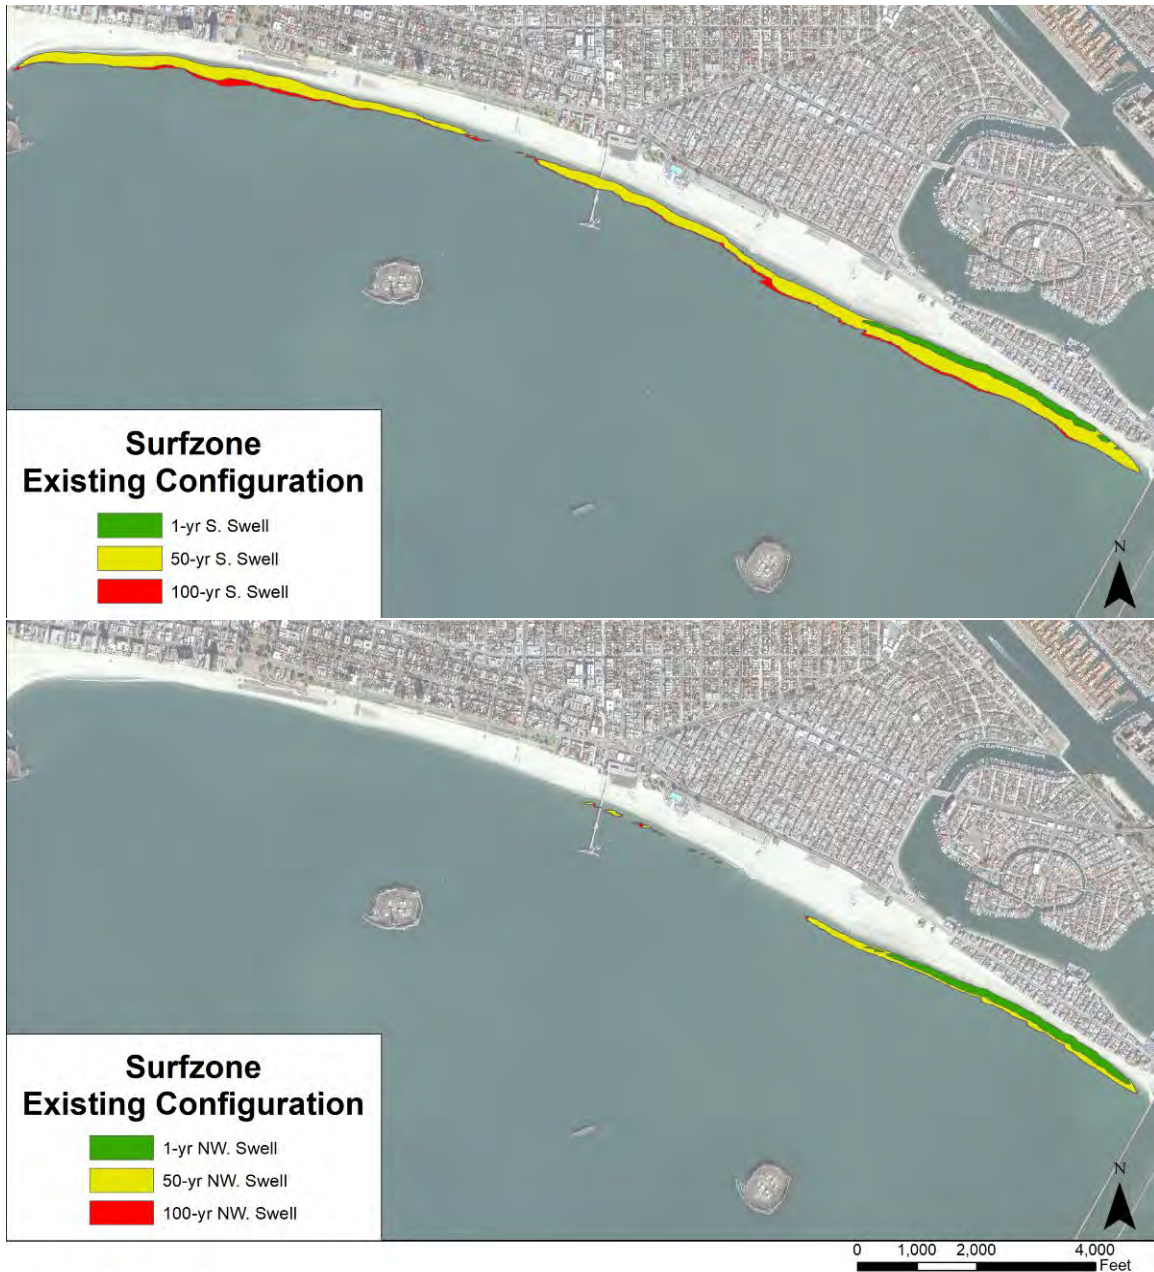 Surfzone
Existing Configuration
1-yr S. Swell
50-yr S. Swell
100-yr S. Swell
N
Surfzone
Existing Configuration
1-yr NW. Swell
50-yr NW. Swell
100-yr NW. Swell
N
0 1,000 2,000 4,000
Feet